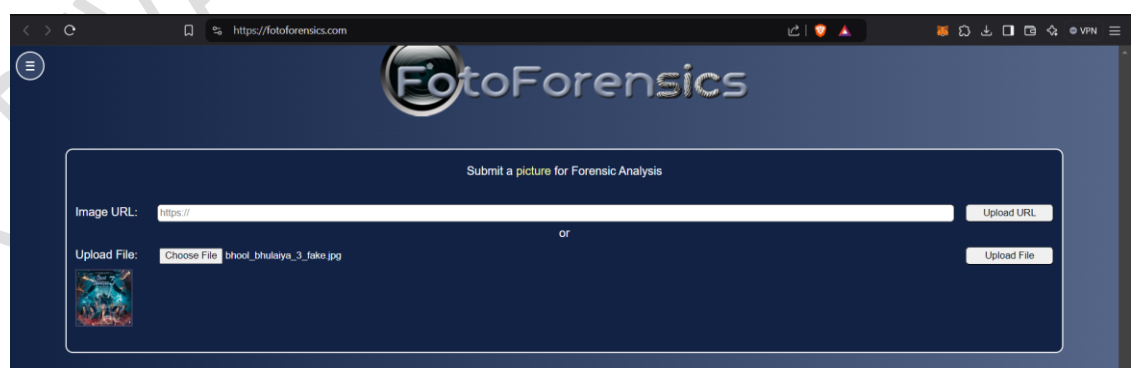 https://fotoforensics.com
VPN
FotoForensics
Submit a picture for Forensic Analysis
Image URL: https:// Upload URL
or
Upload File: Choose File bhool_bhulaiya_3_fake.jpg Upload File